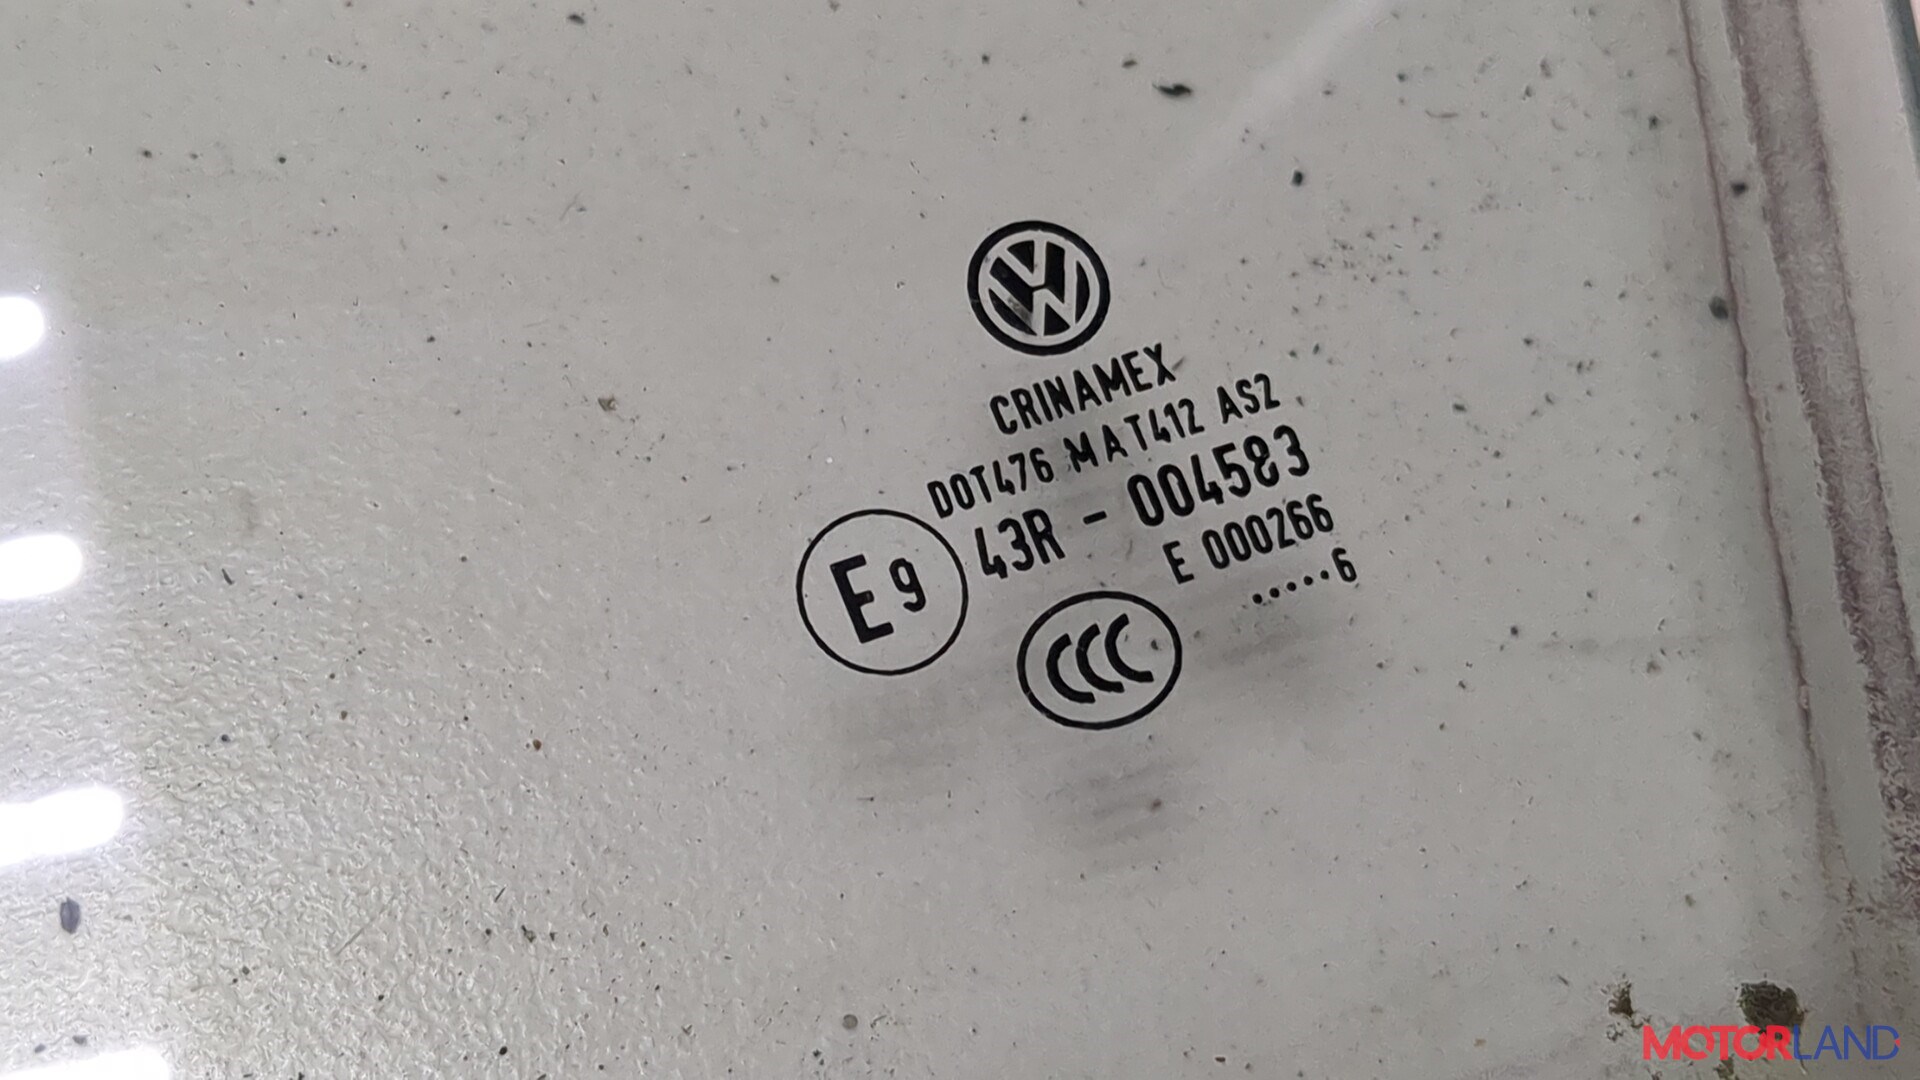 CRINAMEX
DOT476 MAT412 AS2
E9 43R - 004583
E 000266
.....6
CCC
MOTORLAND